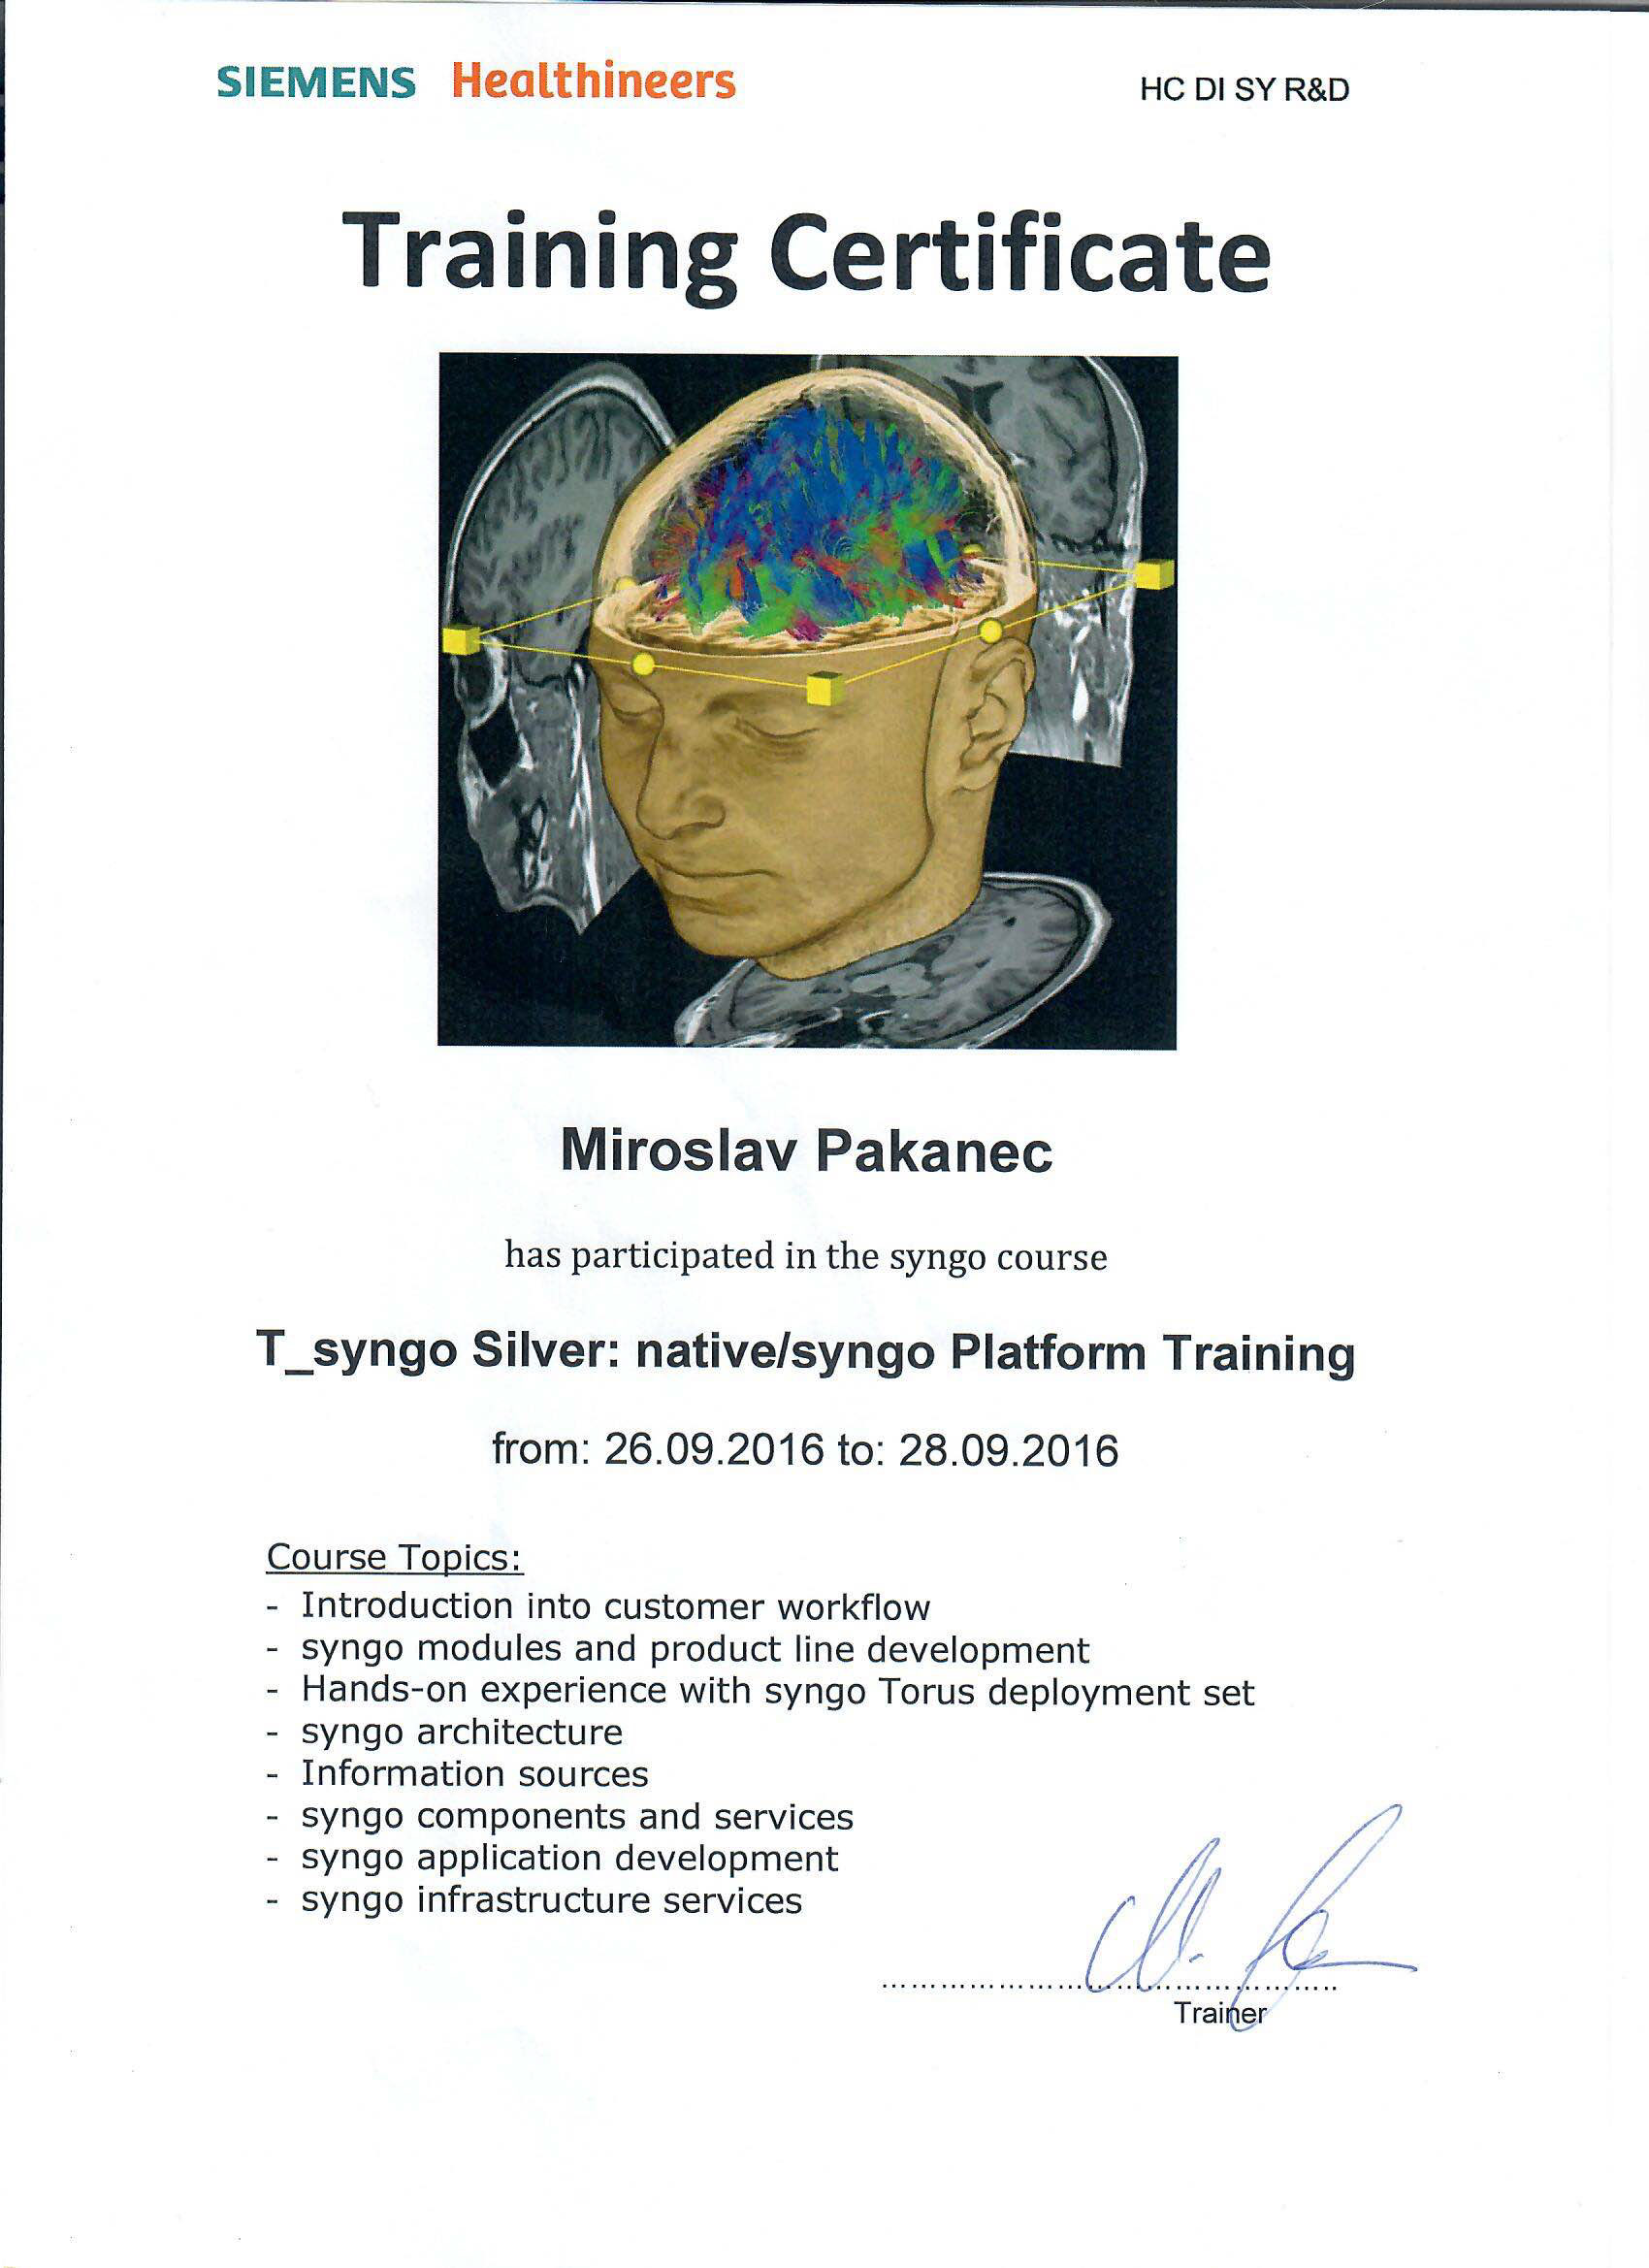 SIEMENS Healthineers HC DI SY R&D
Training Certificate
Miroslav Pakanec
has participated in the syngo course
T_syngo Silver: native/syngo Platform Training
from: 26.09.2016 to: 28.09.2016
Course Topics:
- Introduction into customer workflow
- syngo modules and product line development
- Hands-on experience with syngo Torus deployment set
- syngo architecture
- Information sources
- syngo components and services
- syngo application development
- syngo infrastructure services
Trainer